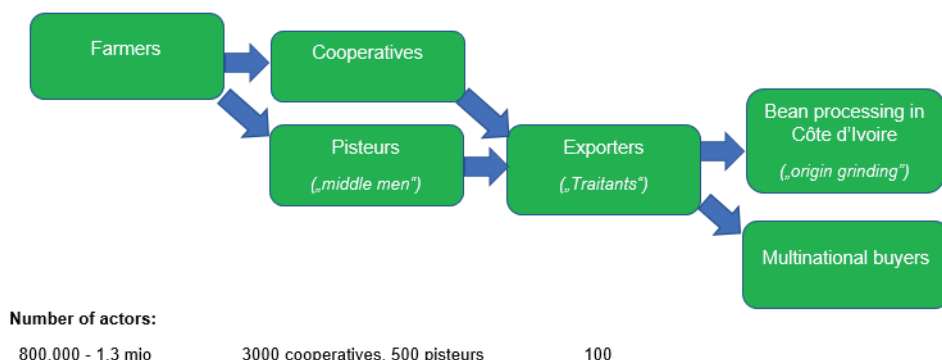 Farmers
Cooperatives
Pisteurs
(„middle men“)
Exporters
(„Traitants“)
Bean processing in
Côte d’Ivoire
(„origin grinding”)
Multinational buyers
Number of actors:
800.000 - 1.3 mio 3000 cooperatives, 500 pisteurs 100